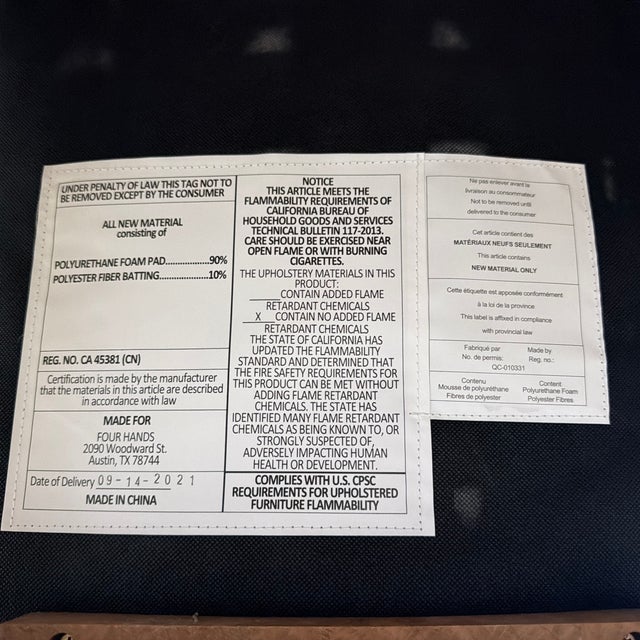 UNDER PENALTY OF LAW THIS TAG NOT TO
BE REMOVED EXCEPT BY THE CONSUMER
ALL NEW MATERIAL
consisting of
POLYURETHANE FOAM PAD..............90%
POLYESTER FIBER BATTING...............10%
REG. NO. CA 45381 (CN)
Certification is made by the manufacturer
that the materials in this article are described
in accordance with law
MADE FOR
FOUR HANDS
2090 Woodward St.
Austin, TX 78744
Date of Delivery 09-14-2021
MADE IN CHINA
NOTICE
THIS ARTICLE MEETS THE
FLAMMABILITY REQUIREMENTS OF
CALIFORNIA BUREAU OF
HOUSEHOLD GOODS AND SERVICES
TECHNICAL BULLETIN 117-2013.
CARE SHOULD BE EXERCISED NEAR
OPEN FLAME OR WITH BURNING
CIGARETTES.
THE UPHOLSTERY MATERIALS IN THIS
PRODUCT:
_____CONTAIN ADDED FLAME
RETARDANT CHEMICALS
__X__CONTAIN NO ADDED FLAME
RETARDANT CHEMICALS
THE STATE OF CALIFORNIA HAS
UPDATED THE FLAMMABILITY
STANDARD AND DETERMINED THAT
THE FIRE SAFETY REQUIREMENTS FOR
THIS PRODUCT CAN BE MET WITHOUT
ADDING FLAME RETARDANT
CHEMICALS. THE STATE HAS
IDENTIFIED MANY FLAME RETARDANT
CHEMICALS AS BEING KNOWN TO, OR
STRONGLY SUSPECTED OF,
ADVERSELY IMPACTING HUMAN
HEALTH OR DEVELOPMENT.
COMPLIES WITH U.S. CPSC
REQUIREMENTS FOR UPHOLSTERED
FURNITURE FLAMMABILITY
Ne pas enlever avant la
livraison au consommateur
Not to be removed until
delivered to the consumer
Cet article contient des
MATÉRIAUX NEUFS SEULEMENT
This article contains
NEW MATERIAL ONLY
Cette étiquette est apposée conformément
à la loi de la province
This label is affixed in compliance
with provincial law
Fabriqué par Made by
No. de permis: Reg. no.:
QC-010331
Contenu Content
Mousse de polyuréthane Polyurethane Foam
Fibres de polyester Polyester Fibres